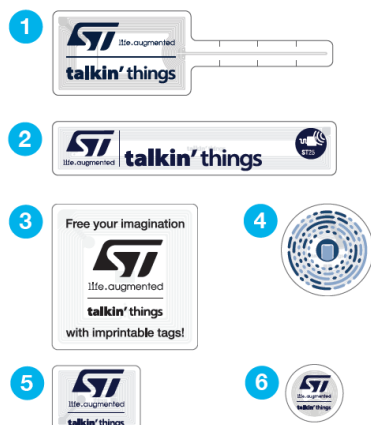 1
ST
life.augmented
talkin' things
2
ST
life.augmented
talkin' things
ST25
3
Free your imagination
ST
life.augmented
talkin' things
with imprintable tags!
4
5
ST
life.augmented
talkin' things
6
ST
life.augmented
talkin' things